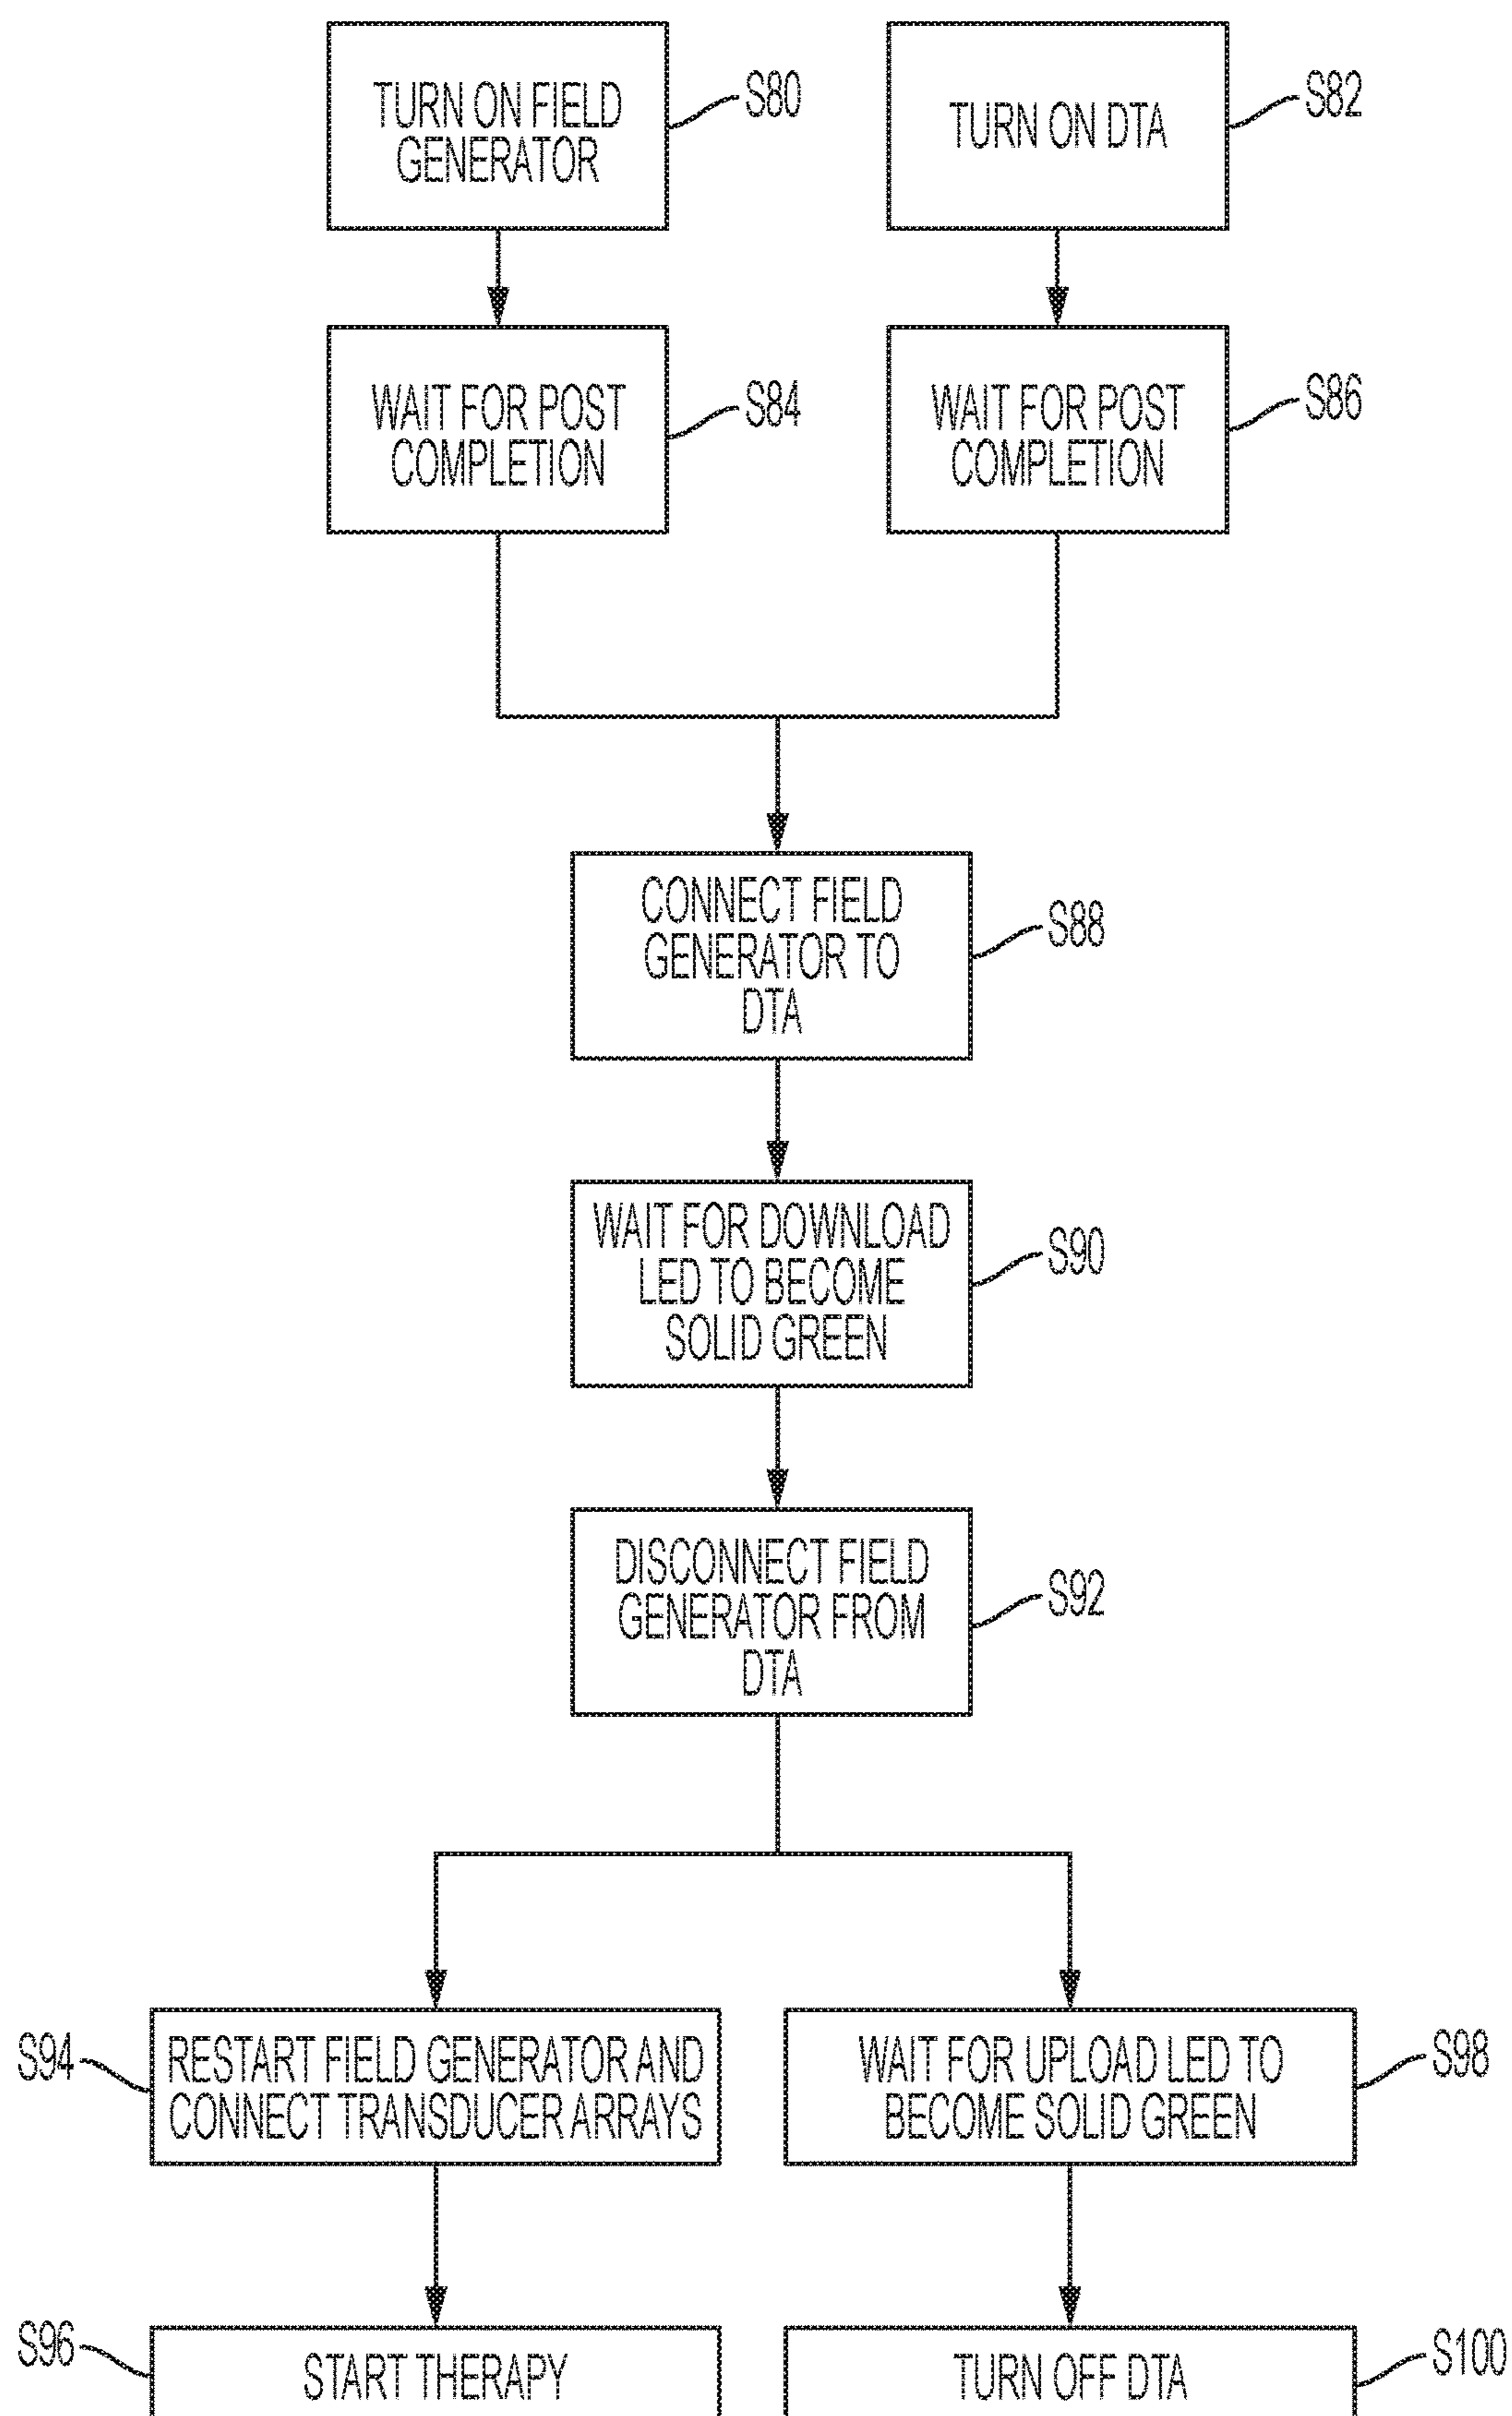 TURN ON FIELD
GENERATOR
S80
TURN ON DTA
S82
WAIT FOR POST
COMPLETION
S84
WAIT FOR POST
COMPLETION
S86
CONNECT FIELD
GENERATOR TO
DTA
S88
WAIT FOR DOWNLOAD
LED TO BECOME
SOLID GREEN
S90
DISCONNECT FIELD
GENERATOR FROM
DTA
S92
S94
RESTART FIELD GENERATOR AND
CONNECT TRANSDUCER ARRAYS
WAIT FOR UPLOAD LED TO
BECOME SOLID GREEN
S98
S96
START THERAPY
TURN OFF DTA
S100